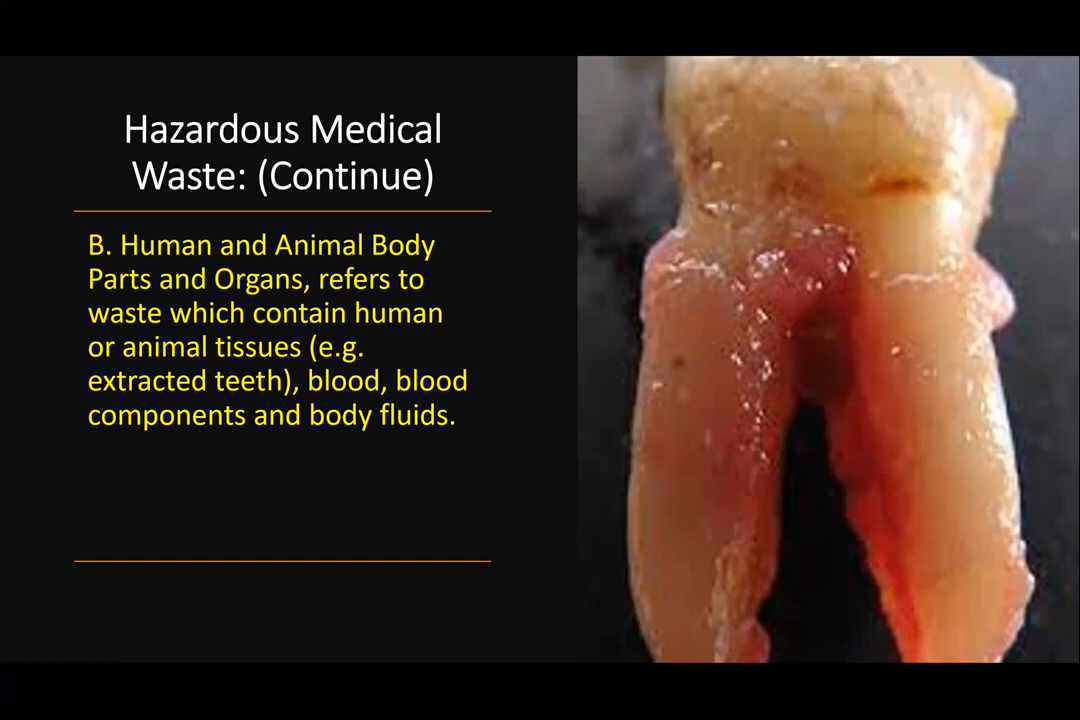 Hazardous Medical
Waste: (Continue)
B. Human and Animal Body
Parts and Organs, refers to
waste which contain human
or animal tissues (e.g.
extracted teeth), blood, blood
components and body fluids.